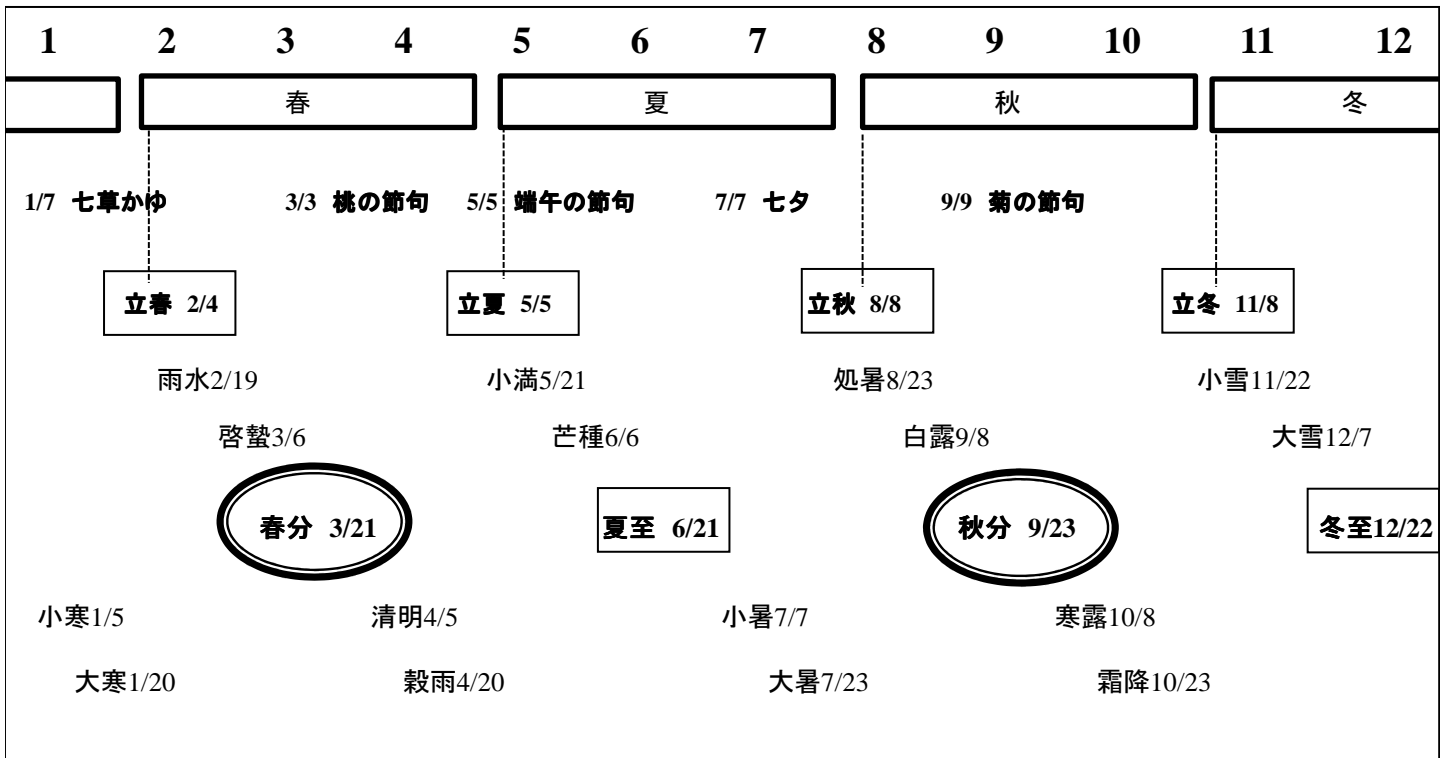 1 2 3 4 5 6 7 8 9 10 11 12
春 夏 秋 冬
1/7 七草かゆ 3/3 桃の節句 5/5 端午の節句 7/7 七夕 9/9 菊の節句
立春 2/4 立夏 5/5 立秋 8/8 立冬 11/8
雨水2/19 小満5/21 処暑8/23 小雪11/22
啓蟄3/6 芒種6/6 白露9/8 大雪12/7
春分 3/21 夏至 6/21 秋分 9/23 冬至12/22
小寒1/5 清明4/5 小暑7/7 寒露10/8
大寒1/20 穀雨4/20 大暑7/23 霜降10/23